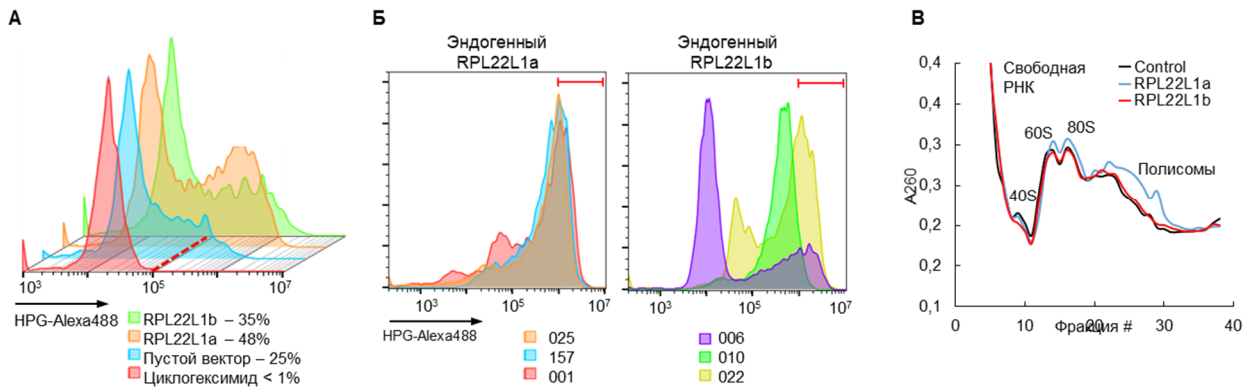 А
10³ 10⁴ 10⁵ 10⁶ 10⁷
HPG-Alexa488
RPL22L1b – 35%
RPL22L1a – 48%
Пустой вектор – 25%
Циклогексимид < 1%
Б
Эндогенный
RPL22L1a
10³ 10⁵ 10⁷
HPG-Alexa488
025
157
001
Эндогенный
RPL22L1b
10³ 10⁵ 10⁷
006
010
022
В
A260
0,4
0,4
0,3
0,3
0,2
0,2
0,1
0 10 20 30 40
Фракция #
Свободная
РНК
Control
RPL22L1a
RPL22L1b
60S
80S
40S
Полисомы